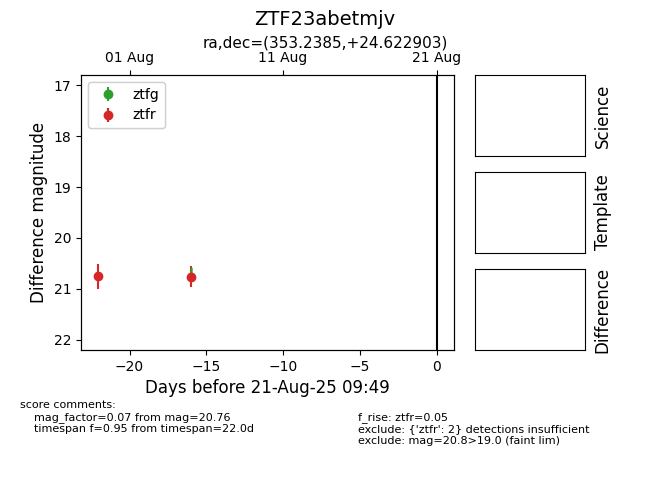 ZTF23abetmjv
ra,dec=(353.2385,+24.622903)
01 Aug
11 Aug
21 Aug
ztfg
ztfr
17
18
19
20
21
22
Difference magnitude
−20
−15
−10
−5
0
Days before 21-Aug-25 09:49
Science
Template
Difference
score comments:
mag_factor=0.07 from mag=20.76
timespan f=0.95 from timespan=22.0d
f_rise: ztfr=0.05
exclude: {'ztfr': 2} detections insufficient
exclude: mag=20.8>19.0 (faint lim)